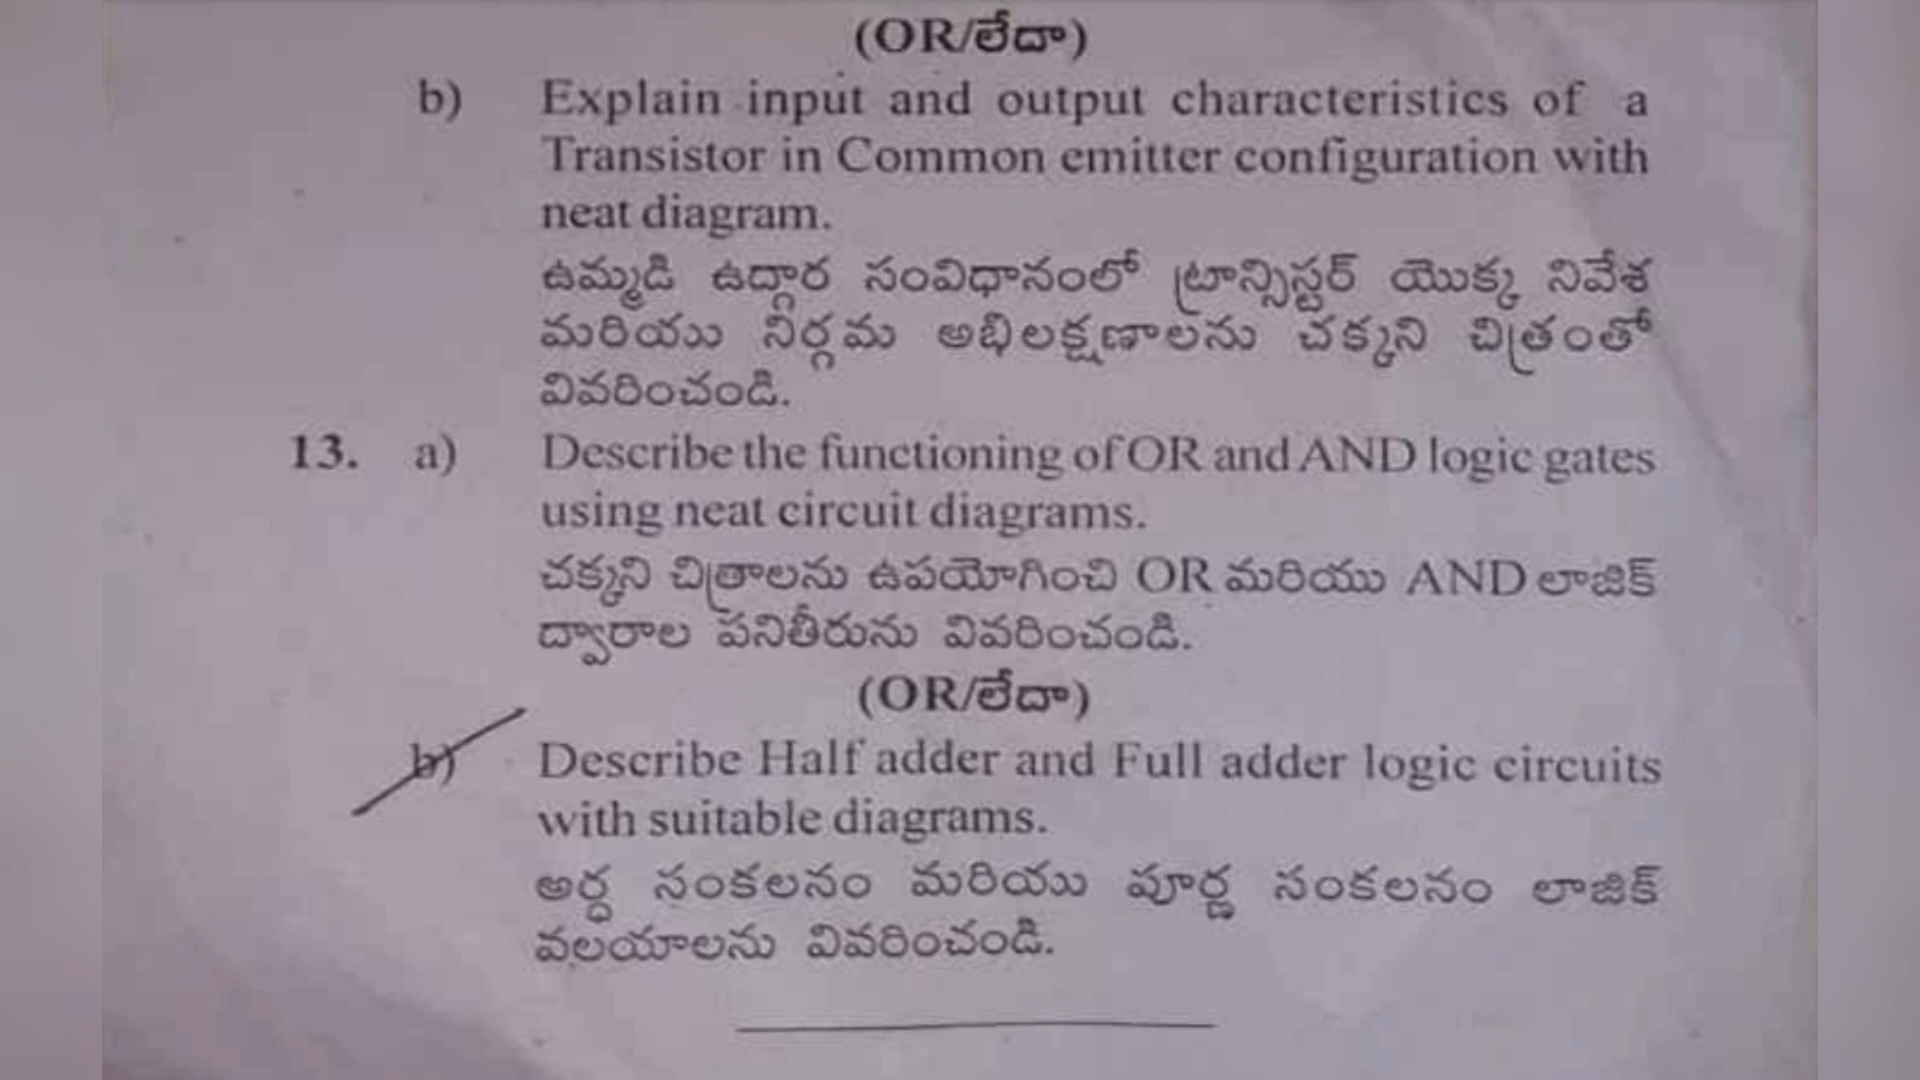 (OR/లేదా)
b) Explain input and output characteristics of a
Transistor in Common emitter configuration with
neat diagram.
ఉమ్మడి ఉద్గార సంవిధానంలో ట్రాన్సిస్టర్ యొక్క నివేశ
మరియు నిర్గమ అభిలక్షణాలను చక్కని చిత్రంతో
వివరించండి.
13. a) Describe the functioning of OR and AND logic gates
using neat circuit diagrams.
చక్కని చిత్రాలను ఉపయోగించి OR మరియు AND లాజిక్
ద్వారాల పనితీరును వివరించండి.
(OR/లేదా)
b) Describe Half adder and Full adder logic circuits
with suitable diagrams.
అర్ధ సంకలనం మరియు పూర్ణ సంకలనం లాజిక్
వలయాలను వివరించండి.